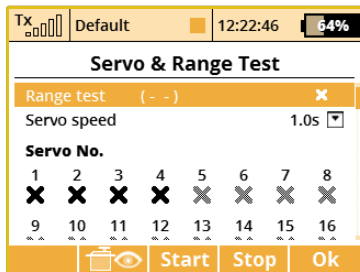 Tx Default 12:22:46 64%
Servo & Range Test
Range test (--)
Servo speed 1.0s
Servo No.
1 2 3 4 5 6 7 8
9 10 11 12 13 14 15 16
Start Stop Ok